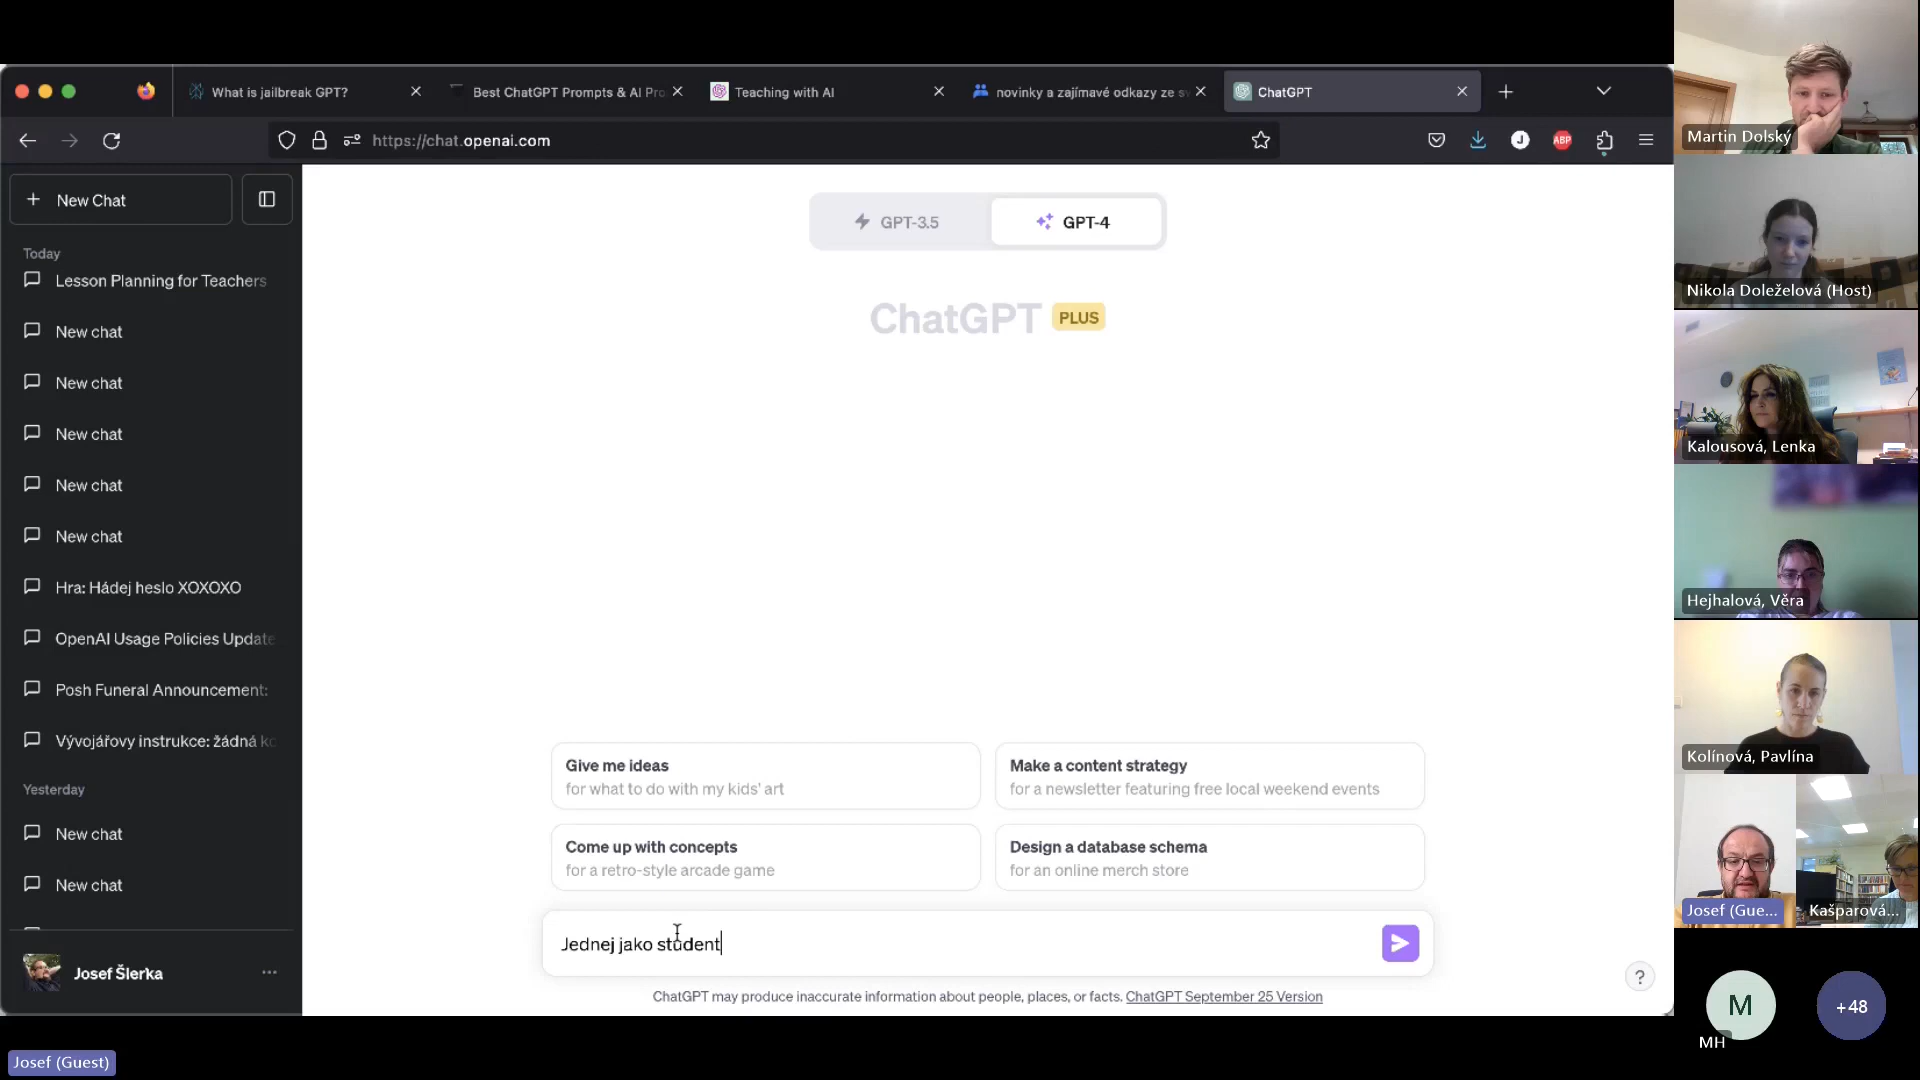 What is jailbreak GPT?
Best ChatGPT Prompts & AI Pro
Teaching with AI
novinky a zajímavé odkazy ze sv
ChatGPT
https://chat.openai.com
ABP
J
New Chat
Today
Lesson Planning for Teachers
New chat
New chat
New chat
New chat
New chat
Hra: Hádej heslo XOXOXO
OpenAI Usage Policies Update
Posh Funeral Announcement:
Vývojářovy instrukce: žádná ko
Yesterday
New chat
New chat
Josef Šlerka
GPT-3.5
GPT-4
ChatGPT PLUS
Give me ideas
for what to do with my kids' art
Make a content strategy
for a newsletter featuring free local weekend events
Come up with concepts
for a retro-style arcade game
Design a database schema
for an online merch store
Jednej jako student
ChatGPT may produce inaccurate information about people, places, or facts. ChatGPT September 25 Version
?
Martin Dolský
Nikola Doleželová (Host)
Kalousová, Lenka
Hejhalová, Věra
Kolínová, Pavlína
Josef (Gue...
Kašparová...
M
MH
+48
Josef (Guest)